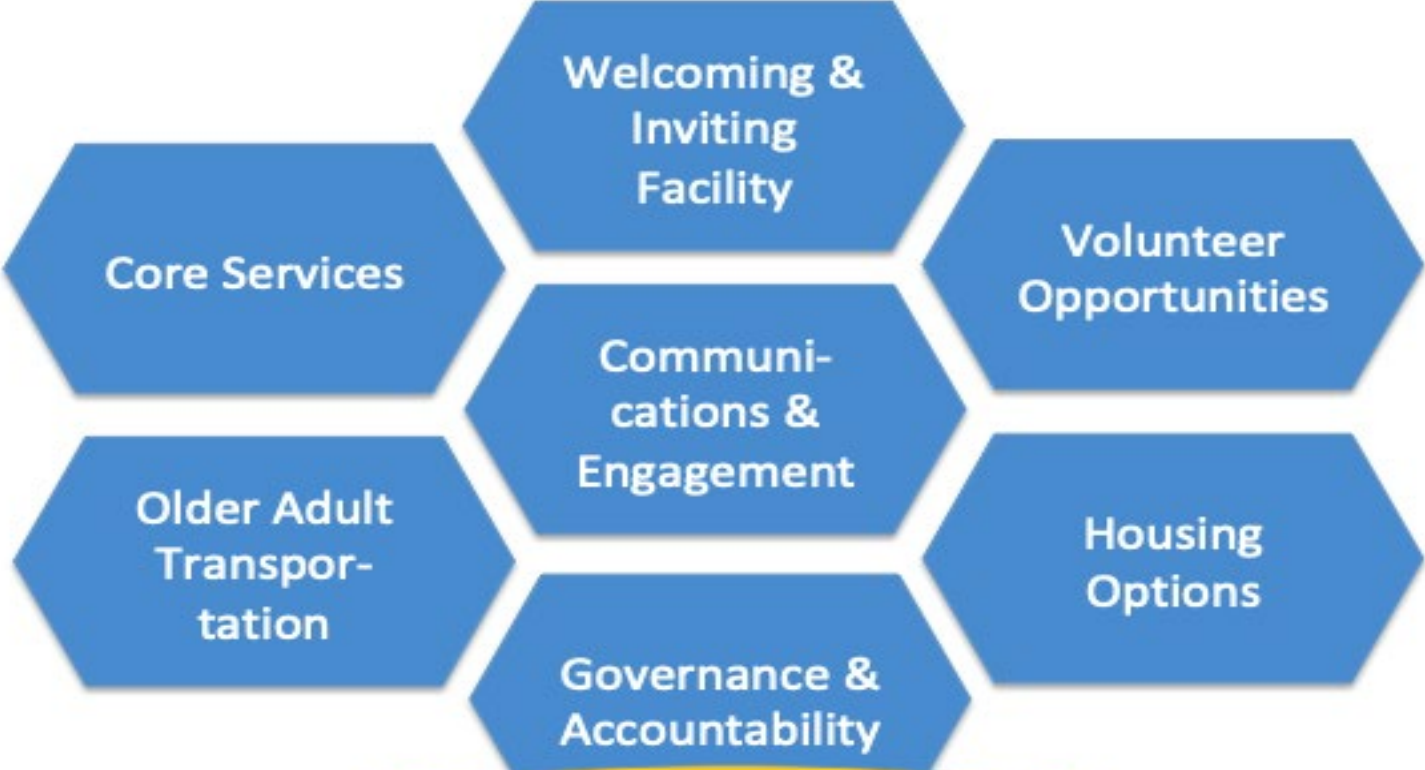 Welcoming &
Inviting
Facility
Core Services
Volunteer
Opportunities
Communi-
cations &
Engagement
Older Adult
Transpor-
tation
Housing
Options
Governance &
Accountability